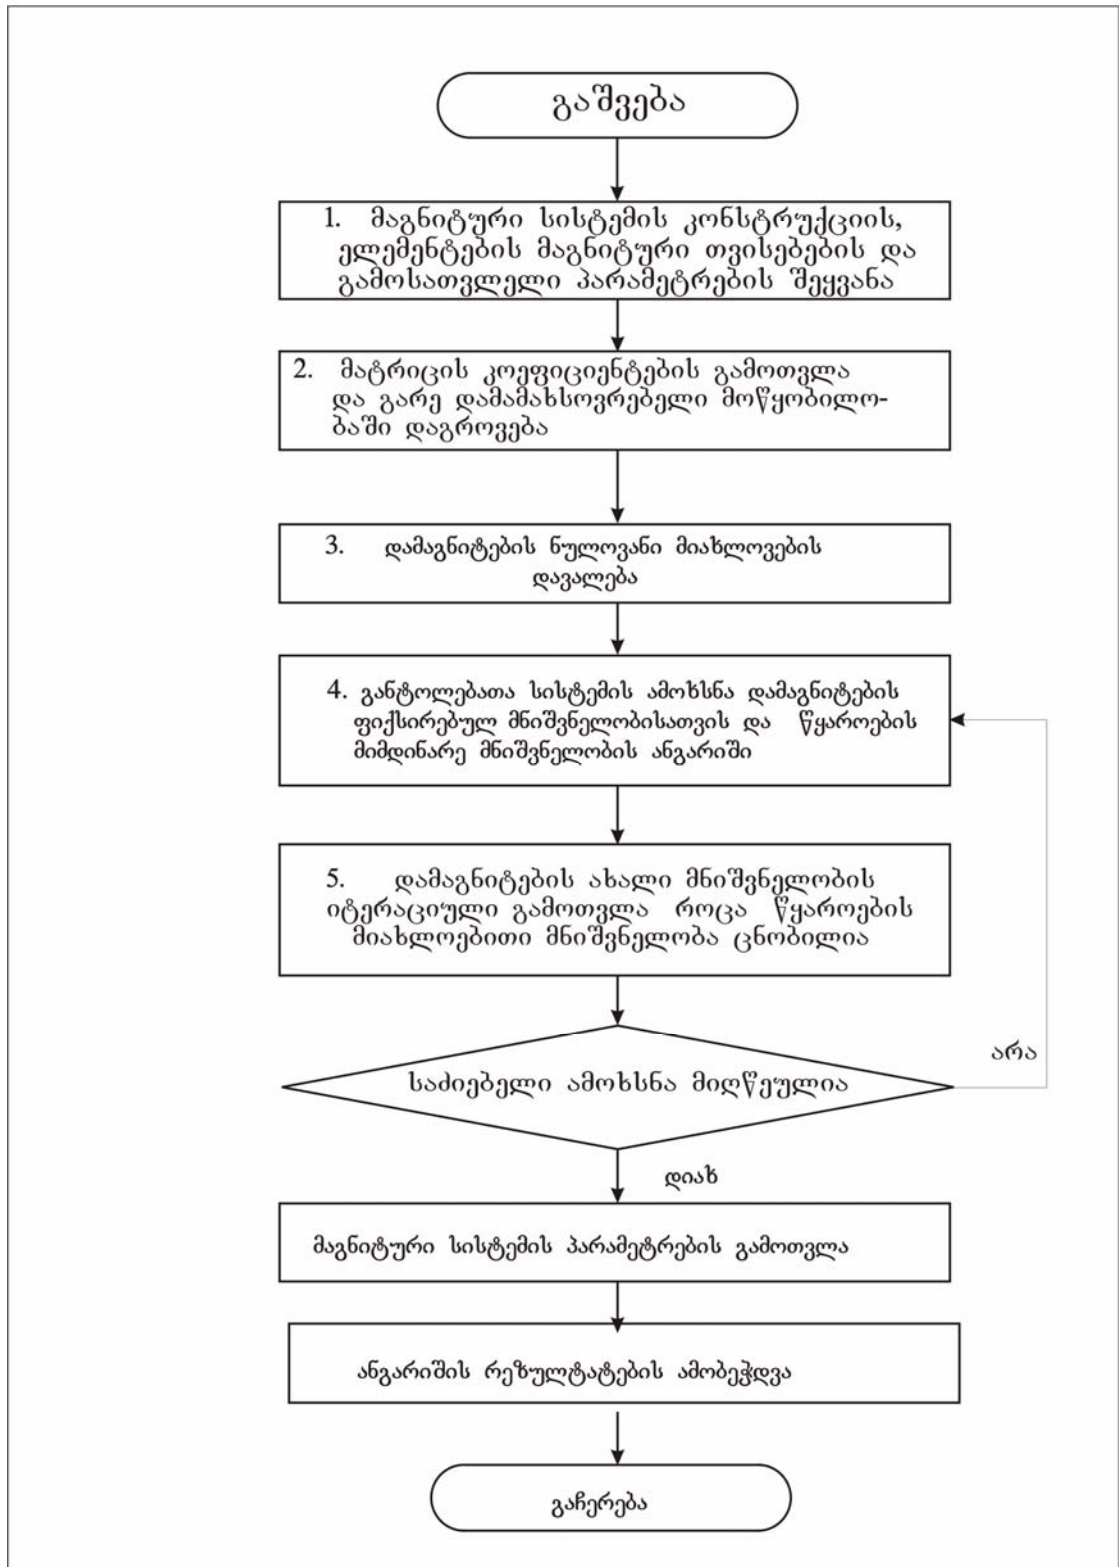 გაშვება
1. მაგნიტური სისტემის კონსტრუქციის,
ელემენტების მაგნიტური თვისებების და
გამოსათვლელი პარამეტრების შეყვანა
2. მატრიცის კოეფიციენტების გამოთვლა
და გარე დამამახსოვრებელი მოწყობილო-
ბაში დაგროვება
3. დამაგნიტების ნულოვანი მიახლოვების
დავალება
4. განტოლებათა სისტემის ამოხსნა დამაგნიტების
ფიქსირებულ მნიშვნელობისათვის და წყაროების
მიმდინარე მნიშვნელობის ანგარიში
5. დამაგნიტების ახალი მნიშვნელობის
იტერაციული გამოთვლა როცა წყაროების
მიახლოებითი მნიშვნელობა ცნობილია
არა
საძიებელი ამოხსნა მიღწეულია
დიახ
მაგნიტური სისტემის პარამეტრების გამოთვლა
ანგარიშის რეზულტატების ამობეჭდვა
გაჩერება